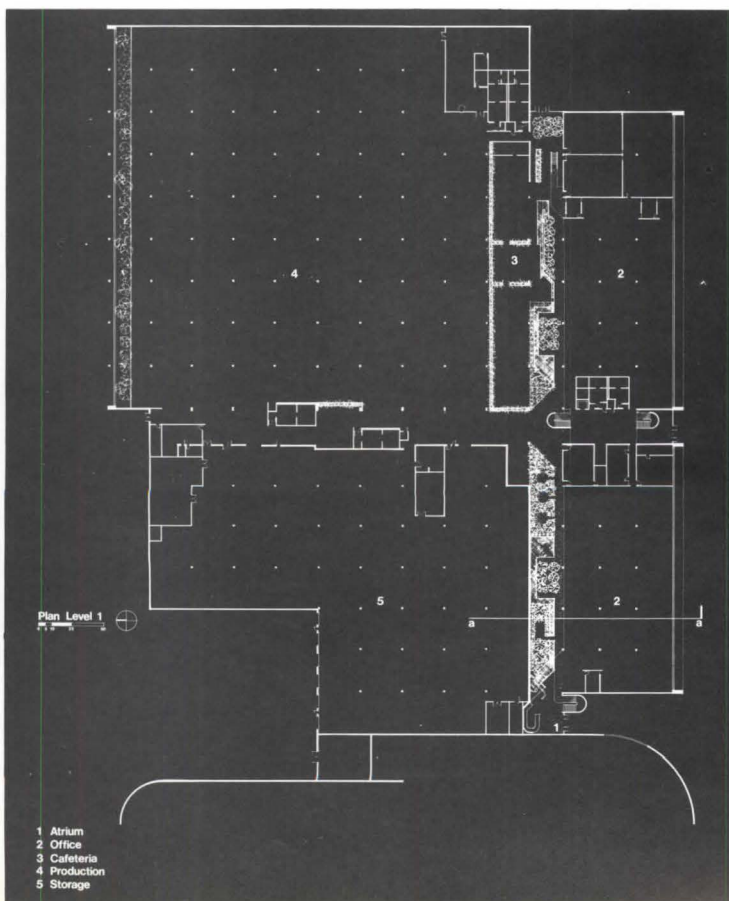 4
3
2
5
2
a
a
Plan Level 1
1
1 Atrium
2 Office
3 Cafeteria
4 Production
5 Storage